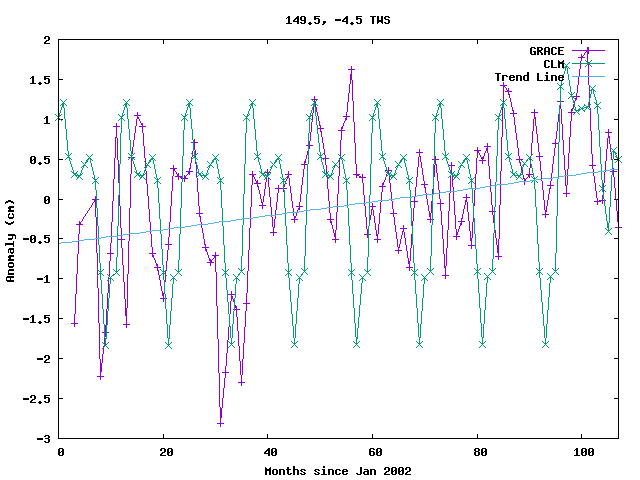 149.5, -4.5 TWS
GRACE
CLM
Trend Line
2
1.5
1
0.5
0
-0.5
-1
-1.5
-2
-2.5
-3
Anomaly (cm)
0 20 40 60 80 100
Months since Jan 2002